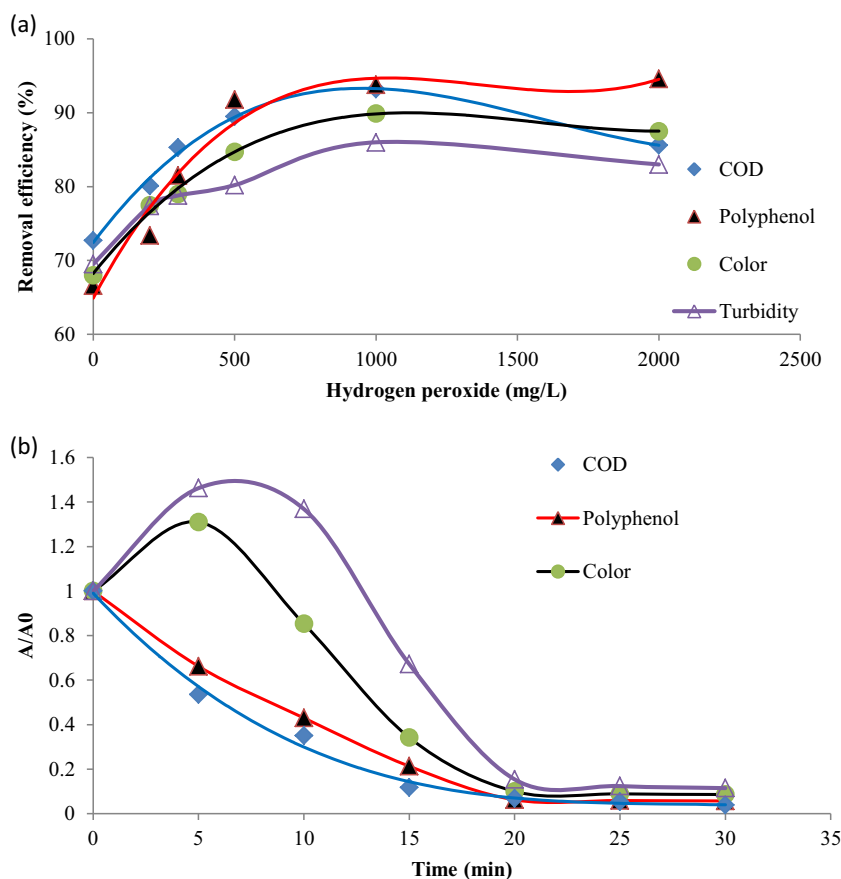 (a)
100
90
80
70
60
Removal efficiency (%)
0 500 1000 1500 2000 2500
Hydrogen peroxide (mg/L)
COD
Polyphenol
Color
Turbidity
(b)
1.6
1.4
1.2
1
0.8
0.6
0.4
0.2
0
A/A0
0 5 10 15 20 25 30 35
Time (min)
COD
Polyphenol
Color